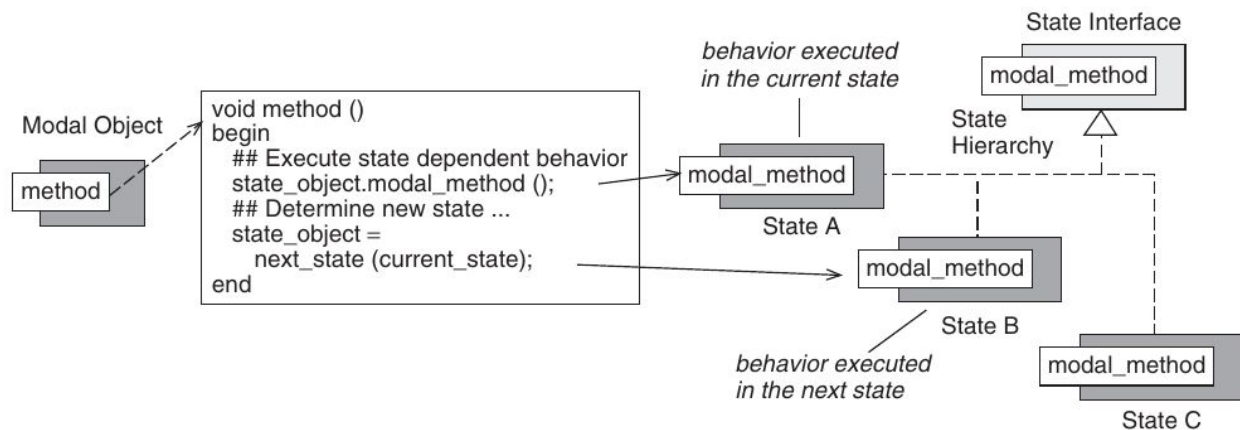 Modal Object
method
void method ()
begin
## Execute state dependent behavior
state_object.modal_method ();
## Determine new state ...
state_object =
next_state (current_state);
end
behavior executed
in the current state
modal_method
State A
State Interface
modal_method
State
Hierarchy
modal_method
State B
behavior executed
in the next state
modal_method
State C